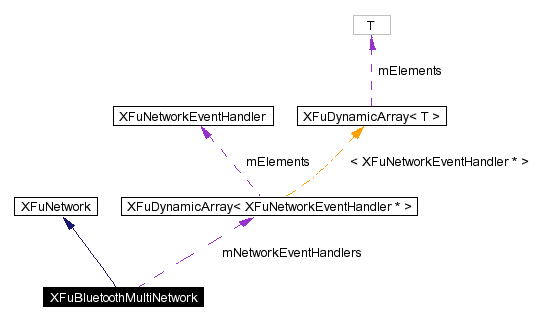 T
mElements
XFuNetworkEventHandler
XFuDynamicArray< T >
mElements
< XFuNetworkEventHandler * >
XFuNetwork
XFuDynamicArray< XFuNetworkEventHandler * >
mNetworkEventHandlers
XFuBluetoothMultiNetwork